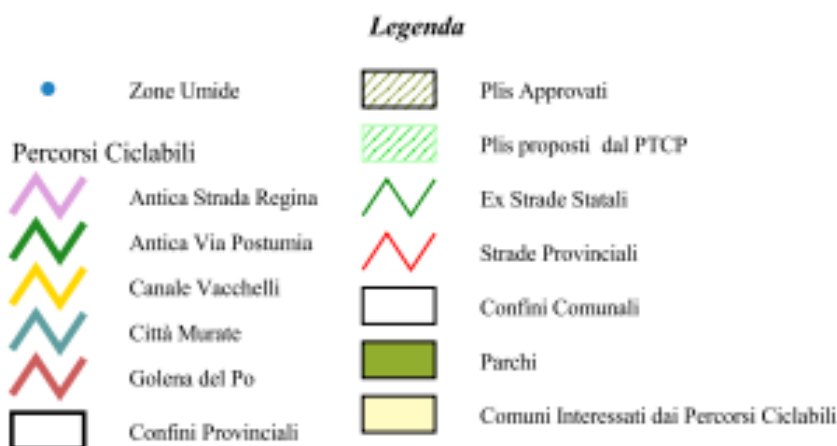 Legenda
Zone Umide
Percorsi Ciclabili
Antica Strada Regina
Antica Via Postumia
Canale Vacchelli
Città Murate
Golena del Po
Confini Provinciali
Plis Approvati
Plis proposti dal PTCP
Ex Strade Statali
Strade Provinciali
Confini Comunali
Parchi
Comuni Interessati dai Percorsi Ciclabili